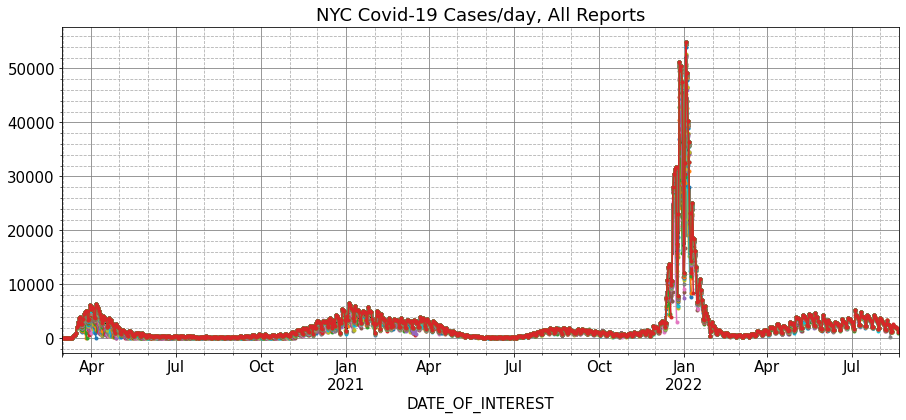 NYC Covid-19 Cases/day, All Reports
50000
40000
30000
20000
10000
0
Apr Jul Oct Jan Apr Jul Oct Jan Apr Jul
2021 2022
DATE_OF_INTEREST